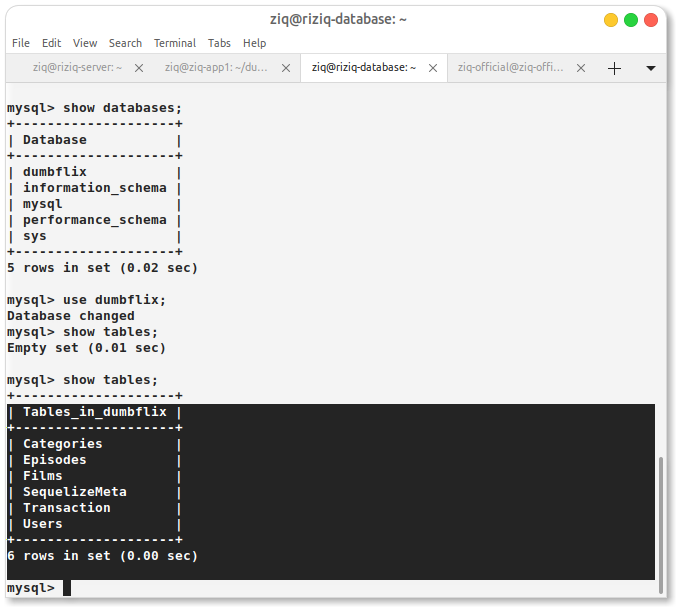 ziq@riziq-database: ~
File Edit View Search Terminal Tabs Help
ziq@riziq-server: ~ × ziq@ziq-app1: ~/du... × ziq@riziq-database: ~ × ziq-official@ziq-offi... ×
mysql> show databases;
+--------------------+
| Database           |
+--------------------+
| dumbflix           |
| information_schema |
| mysql              |
| performance_schema |
| sys                |
+--------------------+
5 rows in set (0.02 sec)
mysql> use dumbflix;
Database changed
mysql> show tables;
Empty set (0.01 sec)
mysql> show tables;
+--------------------+
| Tables_in_dumbflix |
+--------------------+
| Categories         |
| Episodes           |
| Films              |
| SequelizeMeta      |
| Transaction        |
| Users              |
+--------------------+
6 rows in set (0.00 sec)
mysql>